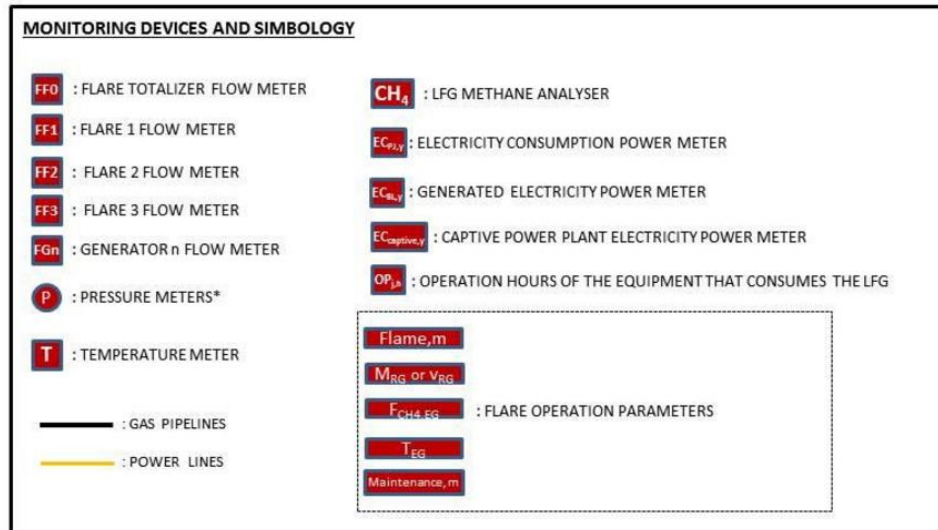 MONITORING DEVICES AND SIMBOLOGY
FF0 : FLARE TOTALIZER FLOW METER
FF1 : FLARE 1 FLOW METER
FF2 : FLARE 2 FLOW METER
FF3 : FLARE 3 FLOW METER
FGn : GENERATOR n FLOW METER
P : PRESSURE METERS*
T : TEMPERATURE METER
: GAS PIPELINES
: POWER LINES
CH4 : LFG METHANE ANALYSER
ECPJ,y : ELECTRICITY CONSUMPTION POWER METER
ECBL,y : GENERATED ELECTRICITY POWER METER
ECcaptive,y : CAPTIVE POWER PLANT ELECTRICITY POWER METER
OPj,h : OPERATION HOURS OF THE EQUIPMENT THAT CONSUMES THE LFG
Flame,m
MRG or VRG
FCH4,EG : FLARE OPERATION PARAMETERS
TEG
Maintenance,m